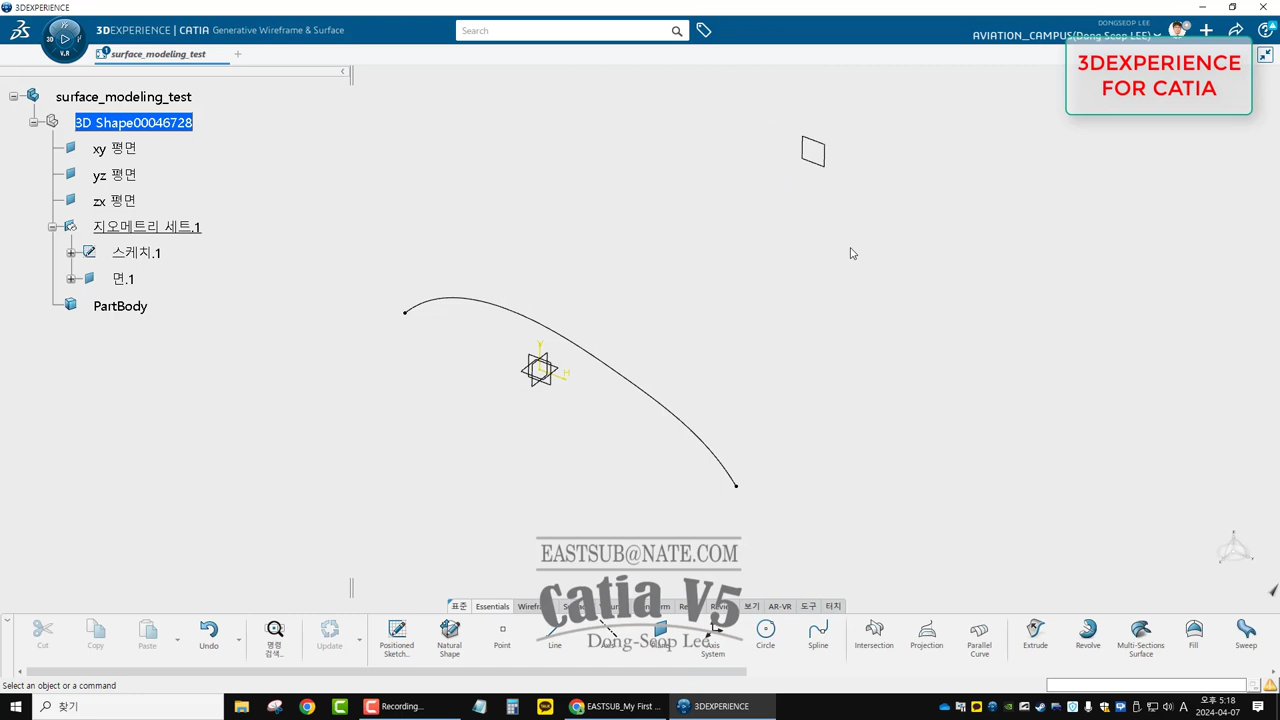 3DEXPERIENCE
3DEXPERIENCE | CATIA Generative Wireframe & Surface
Search
DONGSEOP LEE
AVIATION_CAMPUS(Dong Seop LEE)
surface_modeling_test
3DEXPERIENCE
FOR CATIA
surface_modeling_test
3D Shape00046728
xy 평면
yz 평면
zx 평면
지오메트리 세트.1
스케치.1
면.1
PartBody
Y
H
EASTSUB@NATE.COM
Catia V5
Dong-Seop Lee
표준 Essentials 보기 AR-VR 도구 터치
Cut Copy Paste Undo 명령 검색... Update Positioned Sketch... Natural Shape Point Line Axis System Circle Spline Intersection Projection Parallel Curve Extrude Revolve Multi-Sections Surface Fill Sweep
Select an object or a command
찾기 Recording... EASTSUB_My First ... 3DEXPERIENCE A 오후 5:18
2024-04-07